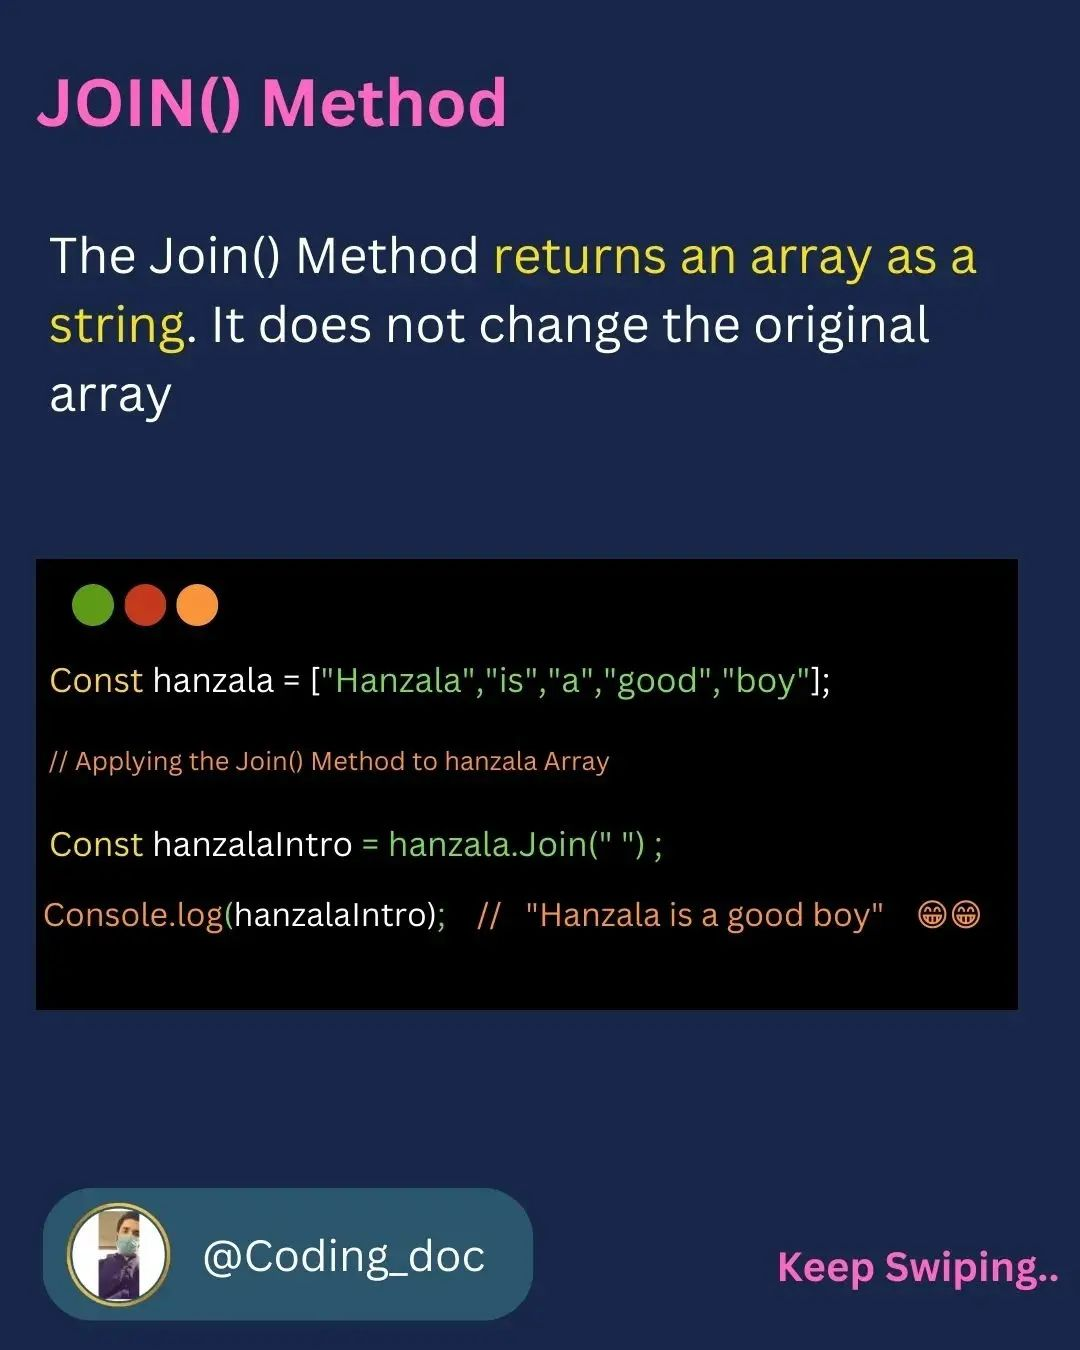 JOIN() Method
The Join() Method returns an array as a
string. It does not change the original
array
Const hanzala = ["Hanzala","is","a","good","boy"];
// Applying the Join() Method to hanzala Array
Const hanzalaIntro = hanzala.Join(" ") ;
Console.log(hanzalaIntro); // "Hanzala is a good boy" 😁😁
@Coding_doc
Keep Swiping..